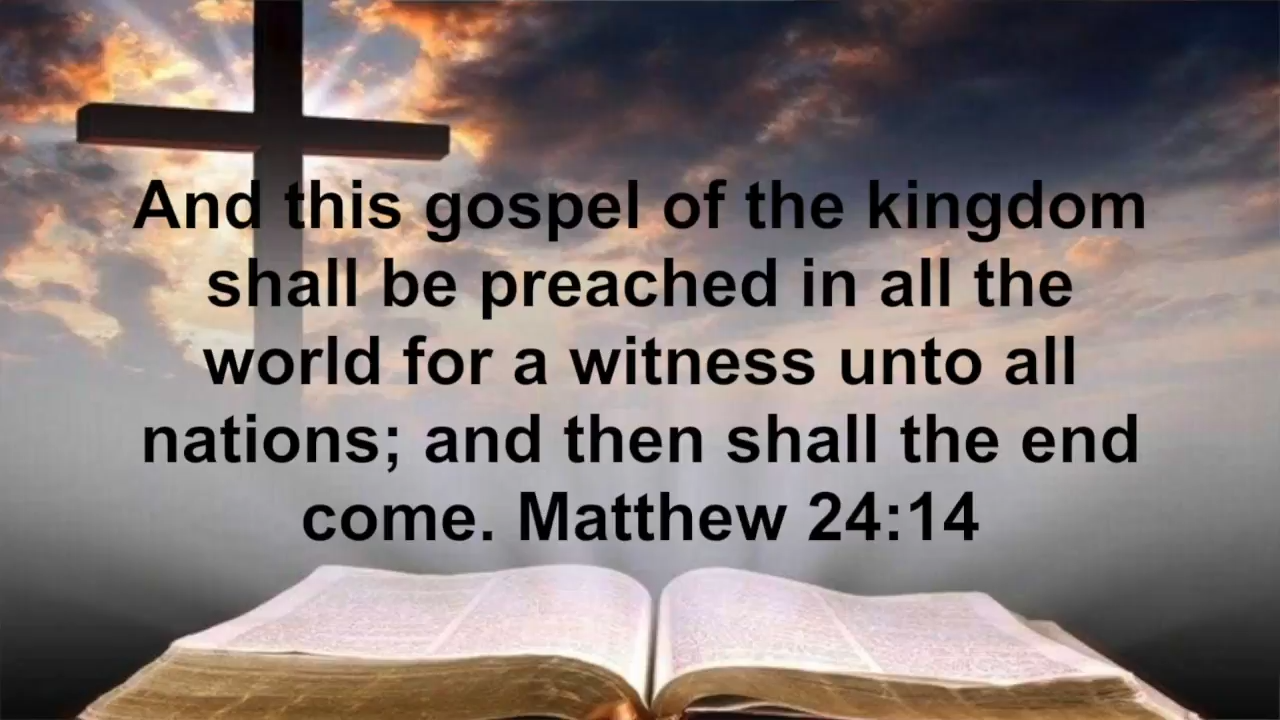 And this gospel of the kingdom
shall be preached in all the
world for a witness unto all
nations; and then shall the end
come. Matthew 24:14